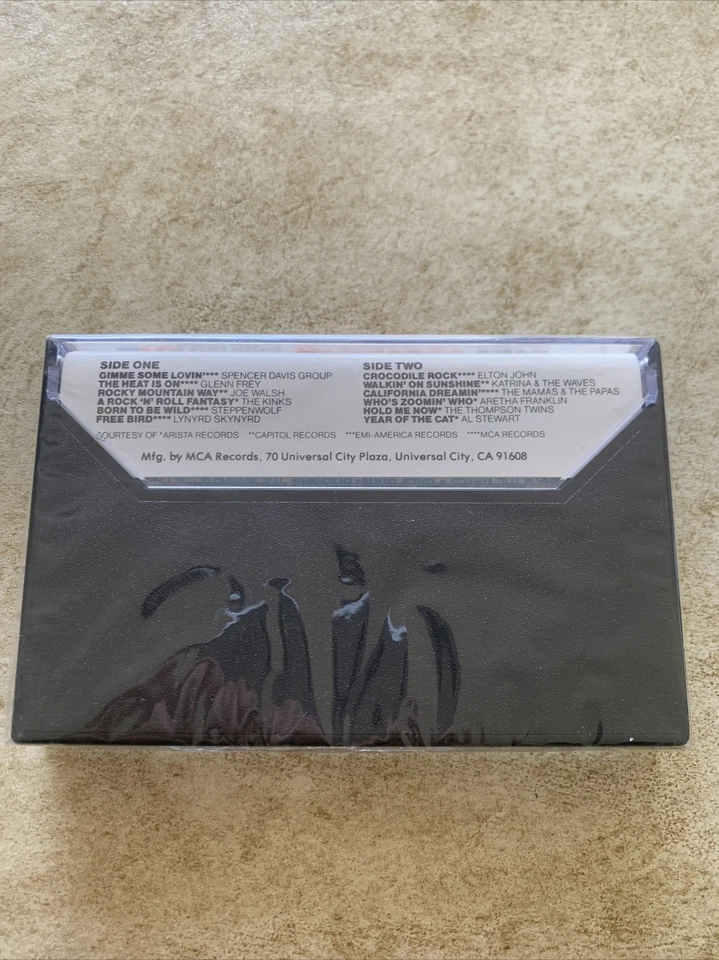 SIDE ONE
GIMME SOME LOVIN'**** SPENCER DAVIS GROUP
THE HEAT IS ON**** GLENN FREY
ROCKY MOUNTAIN WAY** JOE WALSH
A ROCK 'N' ROLL FANTASY* THE KINKS
BORN TO BE WILD**** STEPPENWOLF
FREE BIRD**** LYNYRD SKYNYRD
SIDE TWO
CROCODILE ROCK**** ELTON JOHN
WALKIN' ON SUNSHINE** KATRINA & THE WAVES
CALIFORNIA DREAMIN'**** THE MAMAS & THE PAPAS
WHO'S ZOOMIN' WHO* ARETHA FRANKLIN
HOLD ME NOW* THE THOMPSON TWINS
YEAR OF THE CAT* AL STEWART
COURTESY OF *ARISTA RECORDS **CAPITOL RECORDS ***EMI-AMERICA RECORDS ****MCA RECORDS
Mfg. by MCA Records, 70 Universal City Plaza, Universal City, CA 91608